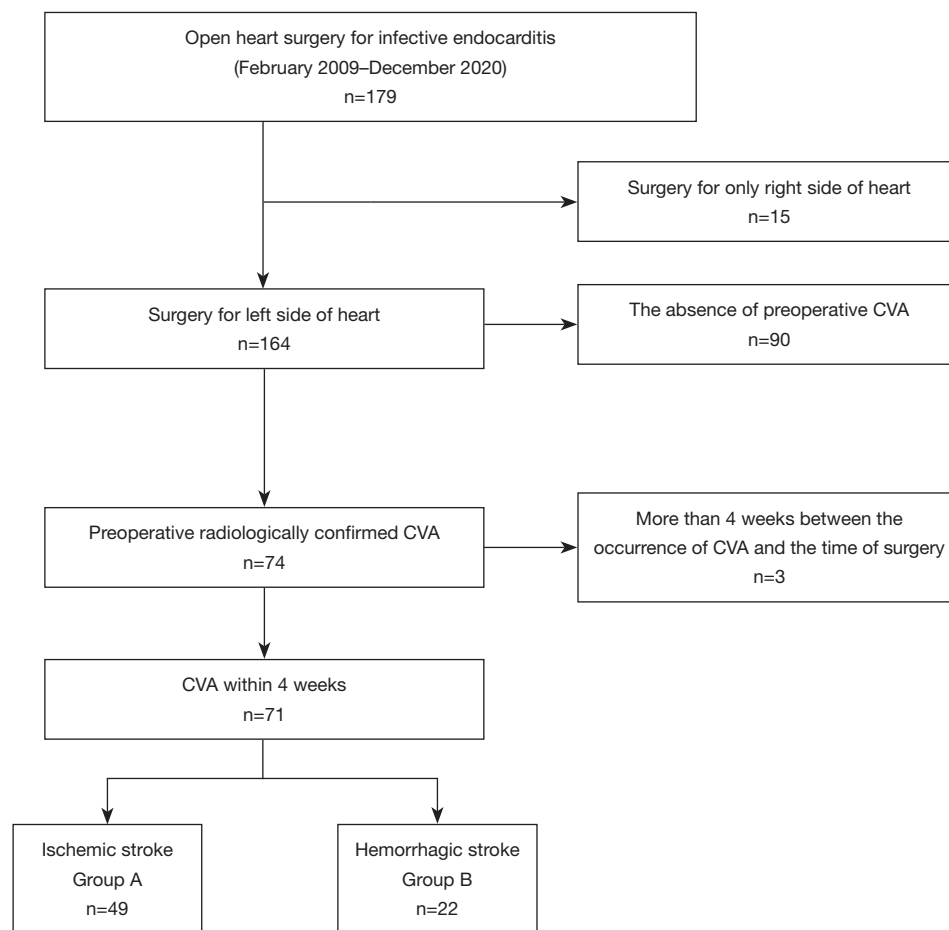 Open heart surgery for infective endocarditis
(February 2009–December 2020)
n=179
Surgery for only right side of heart
n=15
Surgery for left side of heart
n=164
The absence of preoperative CVA
n=90
Preoperative radiologically confirmed CVA
n=74
More than 4 weeks between the
occurrence of CVA and the time of surgery
n=3
CVA within 4 weeks
n=71
Ischemic stroke
Group A
n=49
Hemorrhagic stroke
Group B
n=22